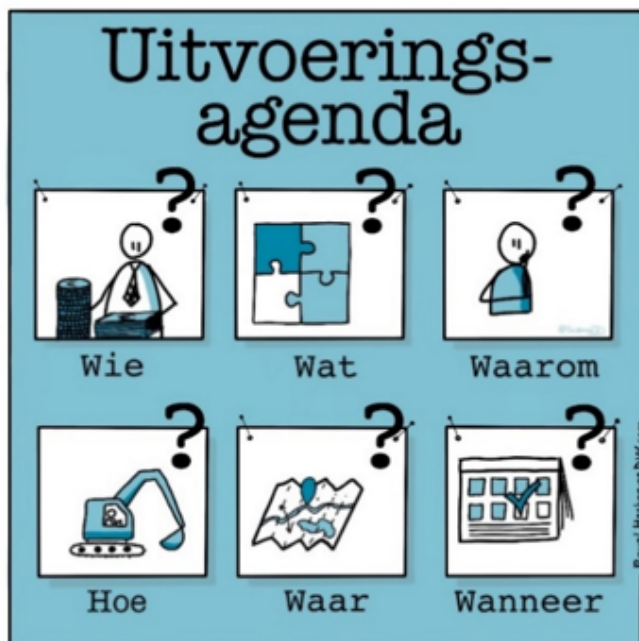 Uitvoerings-
agenda
?
?
?
Wie
Wat
Waarom
?
?
?
Hoe
Waar
Wanneer